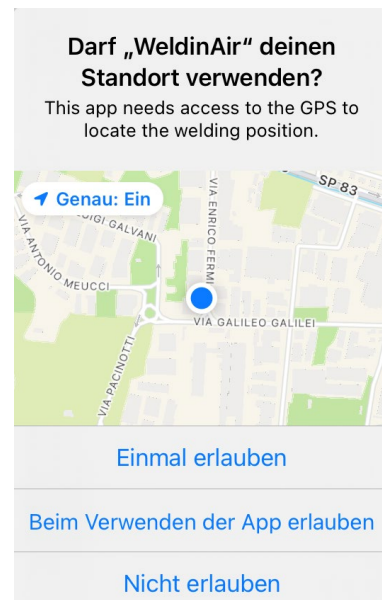 Darf „WeldinAir“ deinen
Standort verwenden?
This app needs access to the GPS to
locate the welding position.
Genau: Ein
SP 83
VIA ENRICO FERMI
LUIGI GALVANI
VIA ANTONIO MEUCCI
VIA GALILEO GALILEI
VIA PACINOTTI
Einmal erlauben
Beim Verwenden der App erlauben
Nicht erlauben